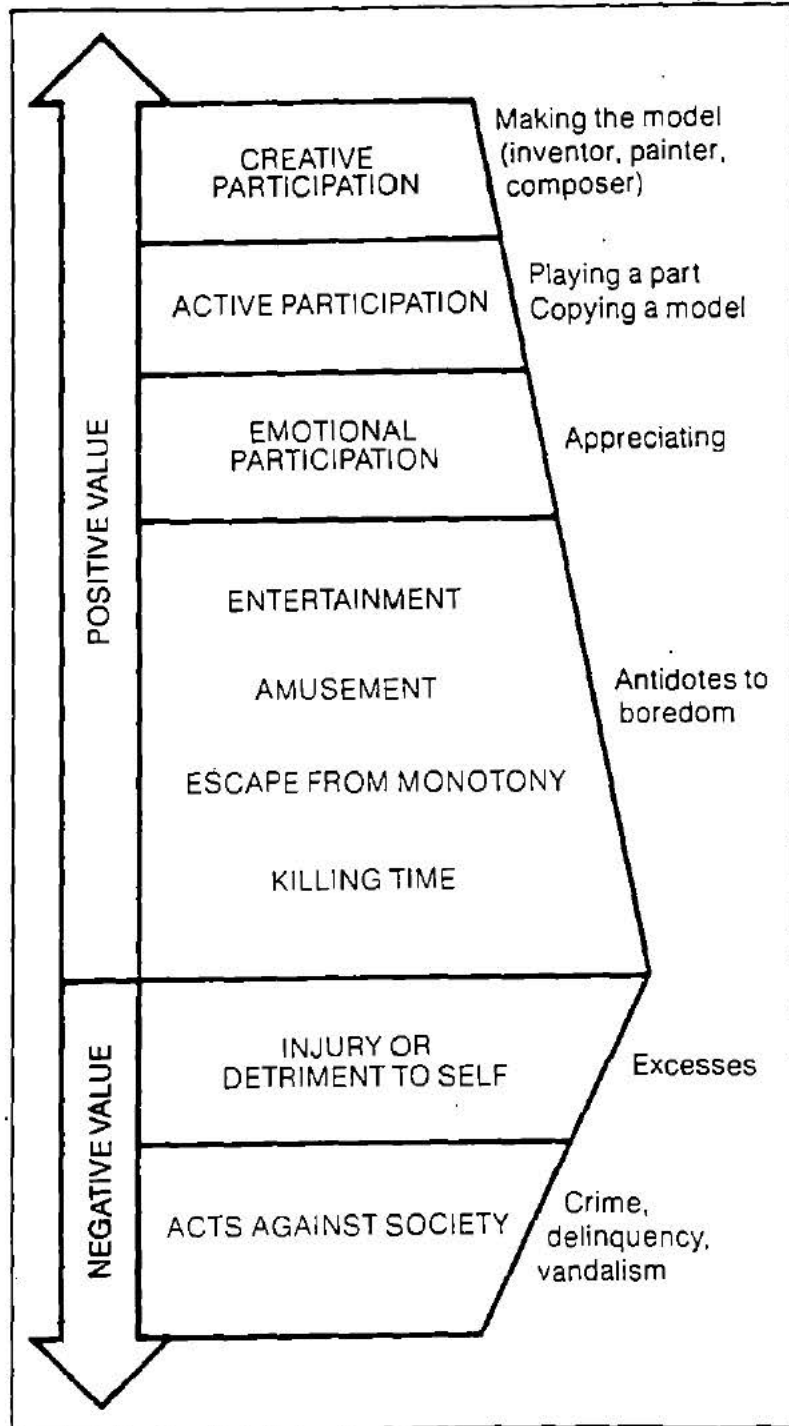 POSITIVE VALUE
CREATIVE
PARTICIPATION
Making the model
(inventor, painter,
composer)
ACTIVE PARTICIPATION
Playing a part
Copying a model
EMOTIONAL
PARTICIPATION
Appreciating
ENTERTAINMENT
AMUSEMENT
ESCAPE FROM MONOTONY
KILLING TIME
Antidotes to
boredom
NEGATIVE VALUE
INJURY OR
DETRIMENT TO SELF
Excesses
ACTS AGAINST SOCIETY
Crime,
delinquency,
vandalism